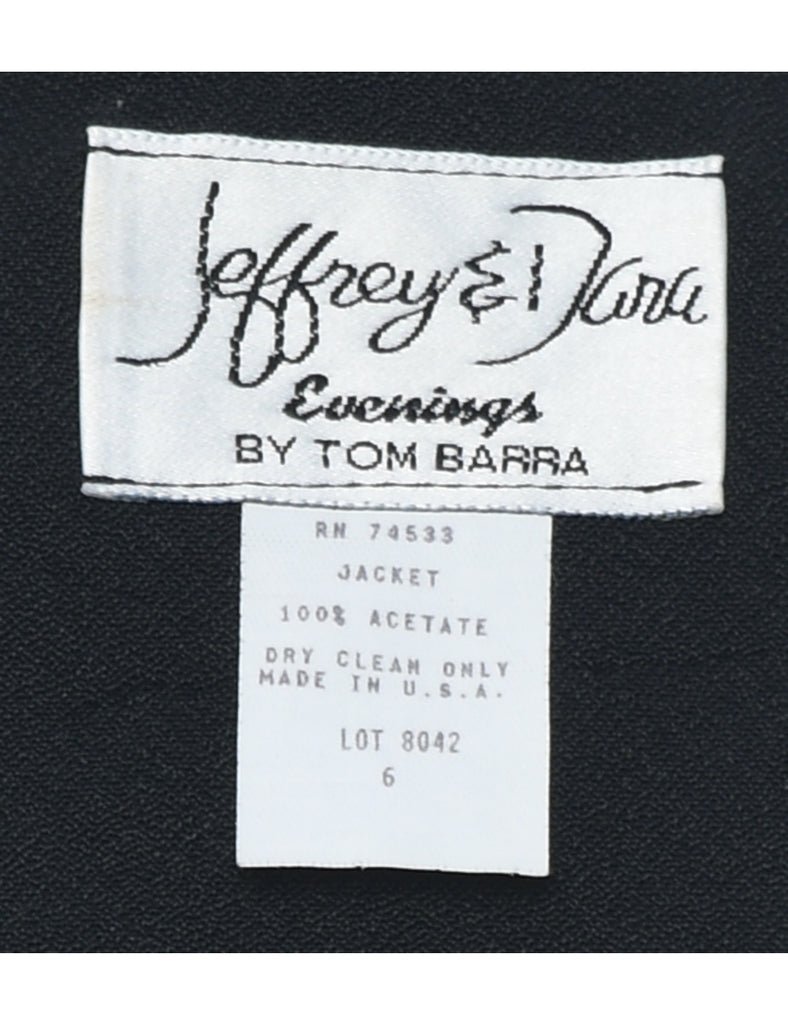 Jeffrey & Dara
Evenings
BY TOM BARRA
RN 74533
JACKET
100% ACETATE
DRY CLEAN ONLY
MADE IN U.S.A.
LOT 8042
6